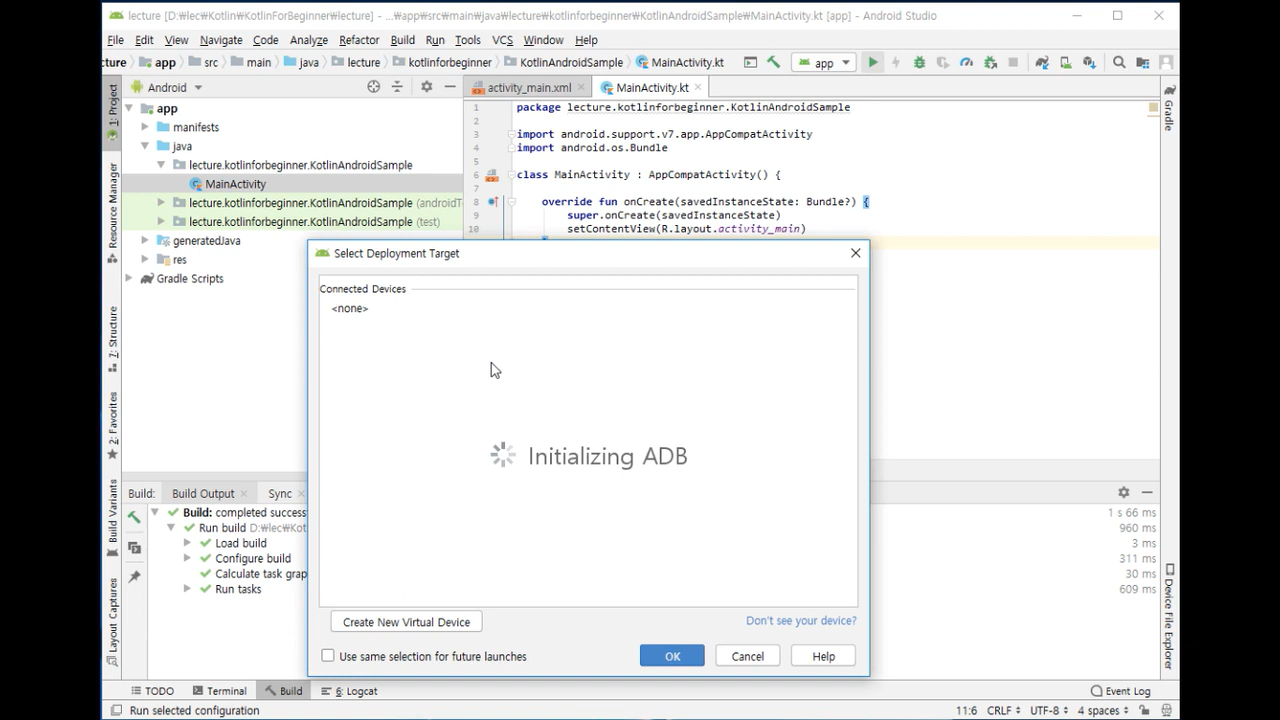 lecture [D:₩lec₩Kotlin₩KotlinForBeginner₩lecture] - ...₩app₩src₩main₩java₩lecture₩kotlinforbeginner₩KotlinAndroidSample₩MainActivity.kt [app] - Android Studio
File Edit View Navigate Code Analyze Refactor Build Run Tools VCS Window Help
cture app src main java lecture kotlinforbeginner KotlinAndroidSample MainActivity.kt app
1: Project
Resource Manager
7: Structure
2: Favorites
Build Variants
Layout Captures
Android
app
manifests
java
lecture.kotlinforbeginner.KotlinAndroidSample
MainActivity
lecture.kotlinforbeginner.KotlinAndroidSample (androidT
lecture.kotlinforbeginner.KotlinAndroidSample (test)
generatedJava
res
Gradle Scripts
activity_main.xml MainActivity.kt
1 package lecture.kotlinforbeginner.KotlinAndroidSample
2
3 import android.support.v7.app.AppCompatActivity
4 import android.os.Bundle
5
6 class MainActivity : AppCompatActivity() {
7
8 override fun onCreate(savedInstanceState: Bundle?) {
9 super.onCreate(savedInstanceState)
10 setContentView(R.layout.activity_main)
Gradle
Device File Explorer
Select Deployment Target
Connected Devices
<none>
Initializing ADB
Create New Virtual Device
Don't see your device?
Use same selection for future launches
OK Cancel Help
Build: Build Output Sync
Build: completed success 1 s 66 ms
Run build D:₩lec₩Kot 960 ms
Load build 3 ms
Configure build 311 ms
Calculate task grap 30 ms
Run tasks 609 ms
TODO Terminal Build 6: Logcat Event Log
Run selected configuration 11:6 CRLF UTF-8 4 spaces